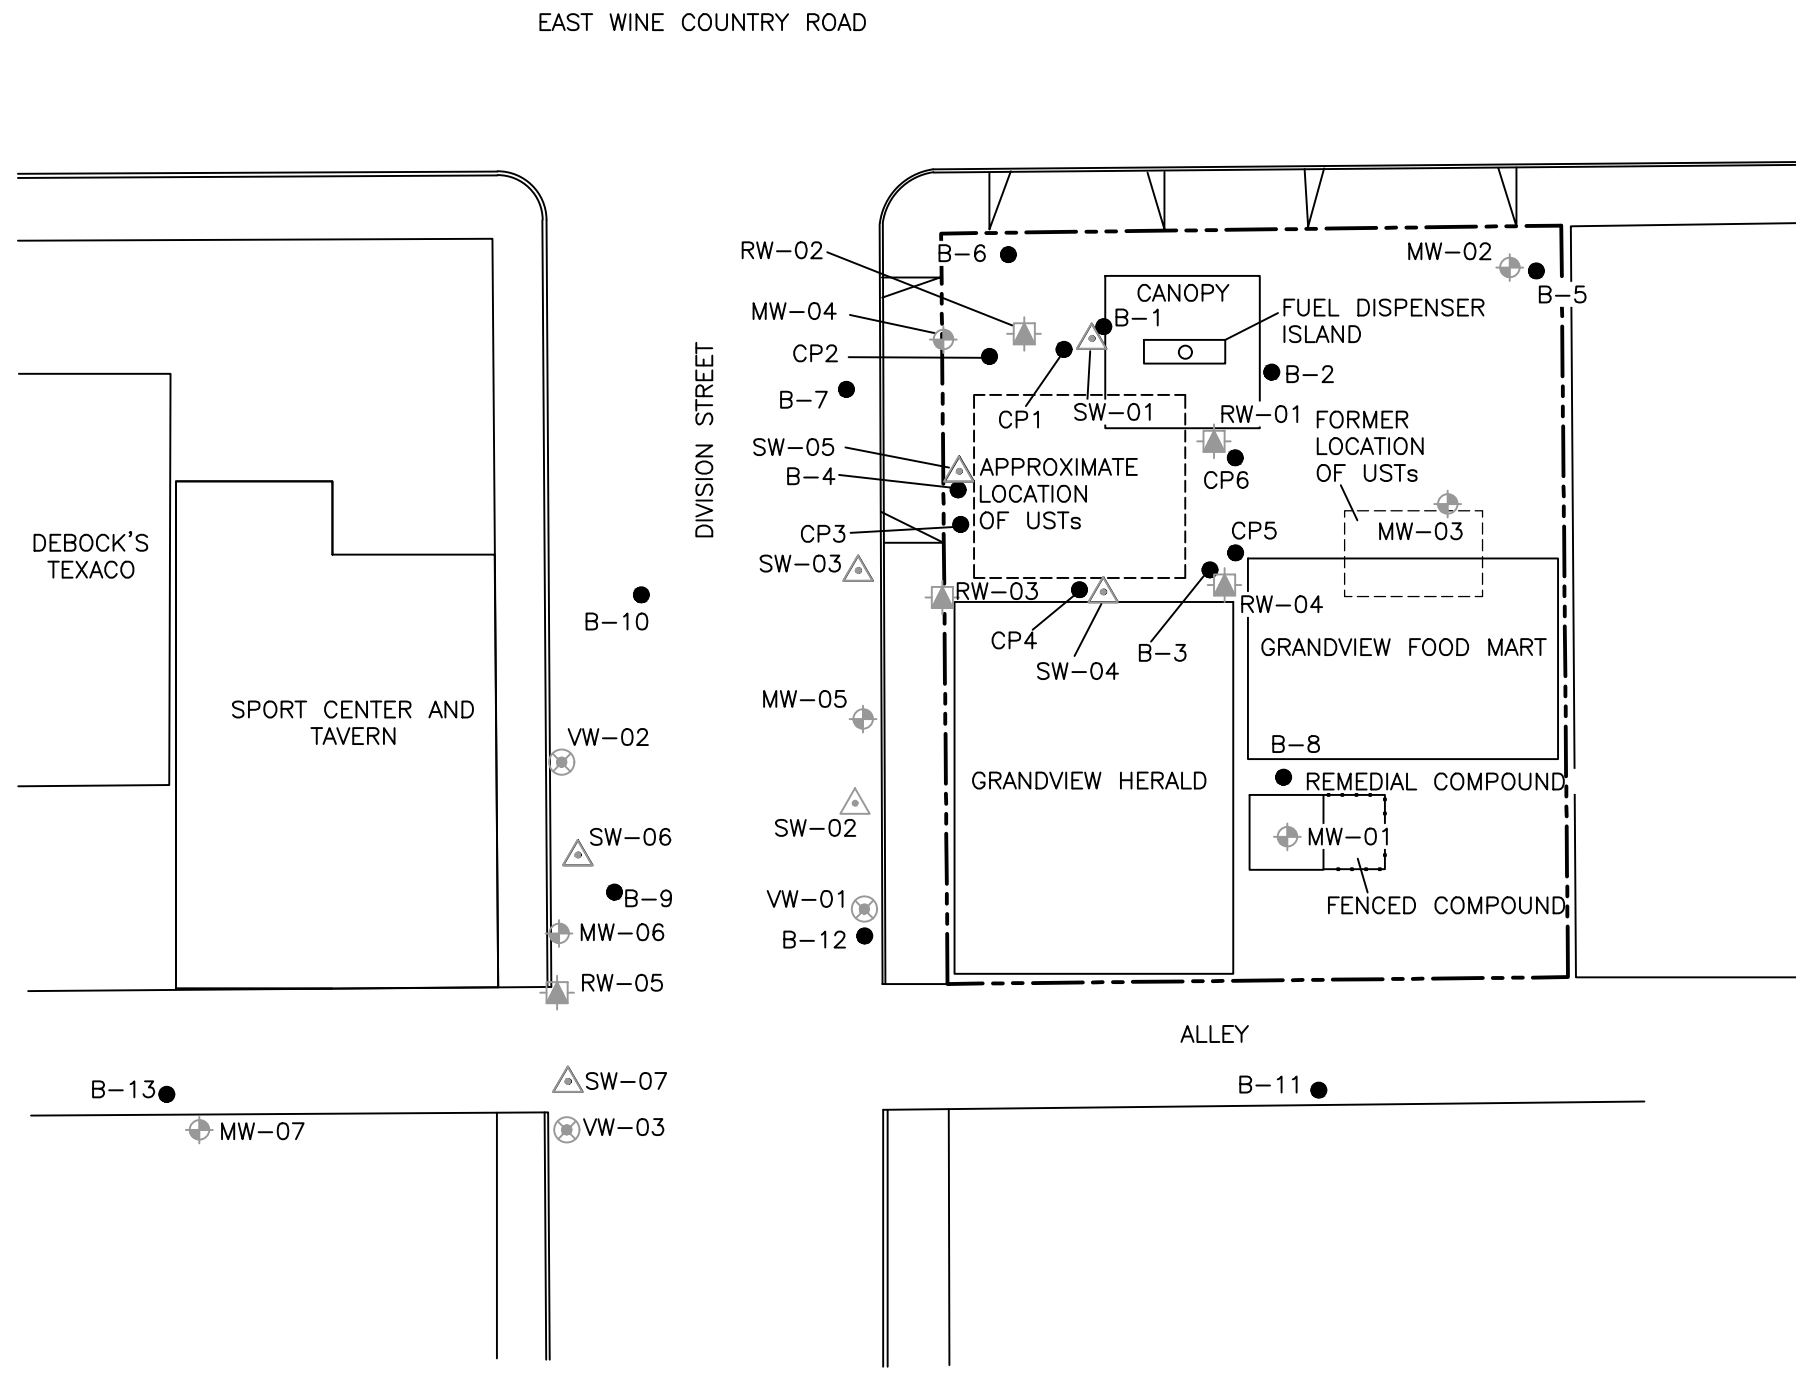 EAST WINE COUNTRY ROAD
RW-02
B-6
MW-02
B-5
CANOPY
MW-04
B-1
FUEL DISPENSER
ISLAND
CP2
B-2
B-7
CP1
SW-01
RW-01
FORMER
LOCATION
OF USTs
DIVISION STREET
SW-05
B-4
APPROXIMATE
LOCATION
OF USTs
CP6
CP3
CP5
MW-03
DEBOCK'S
TEXACO
SW-03
RW-03
RW-04
B-10
CP4
SW-04
B-3
GRANDVIEW FOOD MART
SPORT CENTER AND
TAVERN
MW-05
VW-02
B-8
GRANDVIEW HERALD
REMEDIAL COMPOUND
SW-02
SW-06
MW-01
B-9
VW-01
FENCED COMPOUND
MW-06
B-12
RW-05
ALLEY
B-13
SW-07
B-11
MW-07
VW-03